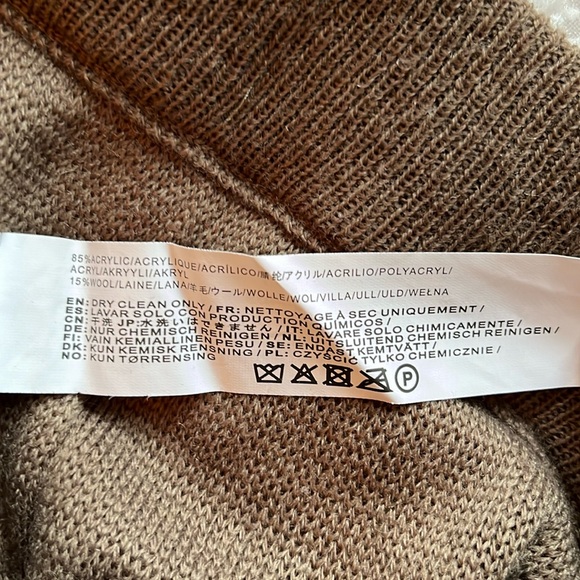 85%ACRYLIC/ACRYLIQUE/ACRÍLICO/腈纶/アクリル/ACRILIO/POLYACRYL/
ACRYL/AKRYYLI/AKRYL
15%WOOL/LAINE/LANA/羊毛/ウール/WOLLE/WOL/VILLA/ULL/ULD/WEŁNA
EN: DRY CLEAN ONLY / FR: NETTOYAGE À SEC UNIQUEMENT /
ES: LAVAR SOLO CON PRODUCTION QUIMICOS /
CN: 干洗 JP: 水洗いはできません / IT: LAVARE SOLO CHIMICAMENTE /
DE: NUR CHEMISCH REINIGEN / NL: UITSLUITEND CHEMISCH REINIGEN /
FI: VAIN KEMIALLINEN PESU / SE: ENDAST KEMTVÄTT /
DK: KUN KEMISK RENSNING / PL: CZYŚCIĆ TYLKO CHEMICZNIE /
NO: KUN TØRRENSING
P